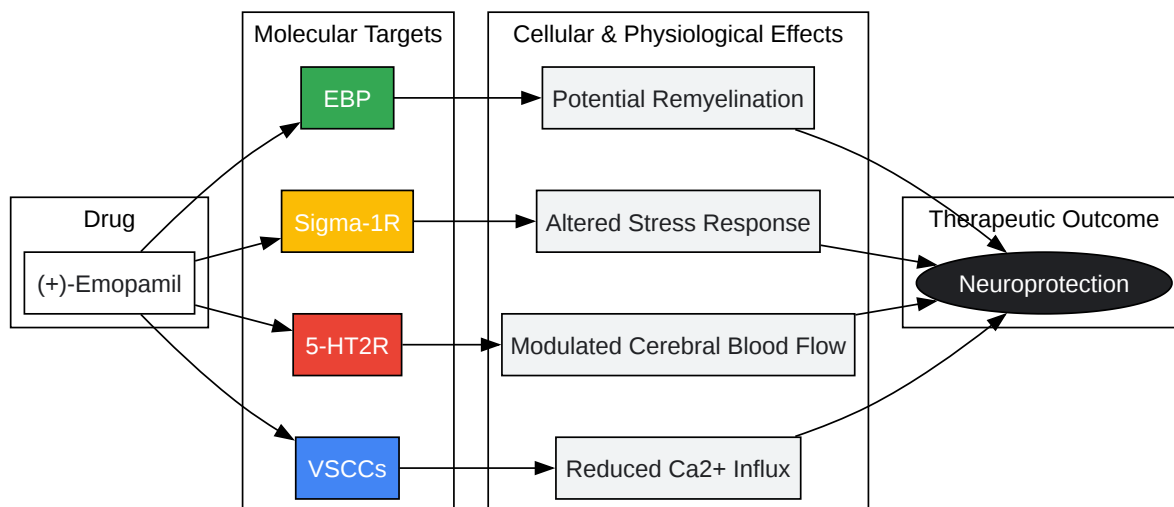 Molecular Targets
Cellular & Physiological Effects
EBP
Potential Remyelination
Drug
Sigma-1R
Altered Stress Response
Therapeutic Outcome
(+)-Emopamil
Neuroprotection
5-HT2R
Modulated Cerebral Blood Flow
VSCCs
Reduced Ca2+ Influx